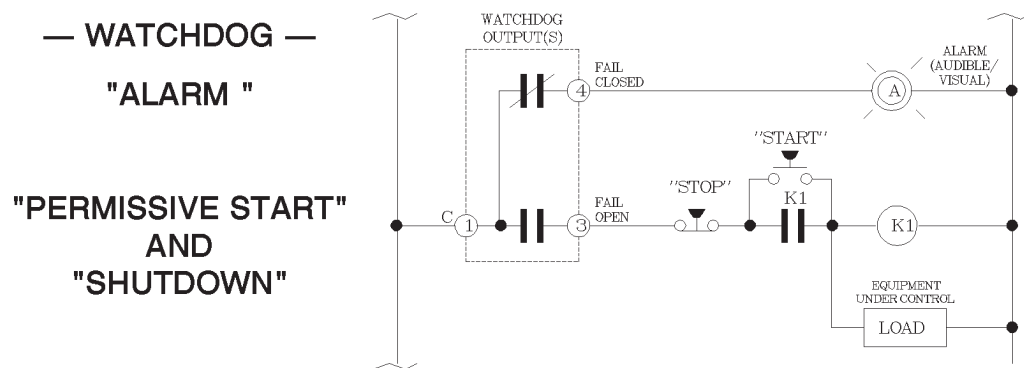 — WATCHDOG —
"ALARM "
"PERMISSIVE START"
AND
"SHUTDOWN"
WATCHDOG
OUTPUT(S)
FAIL
CLOSED
4
ALARM
(AUDIBLE/
VISUAL)
A
"START"
"STOP"
K1
C
1
FAIL
OPEN
3
K1
EQUIPMENT
UNDER CONTROL
LOAD